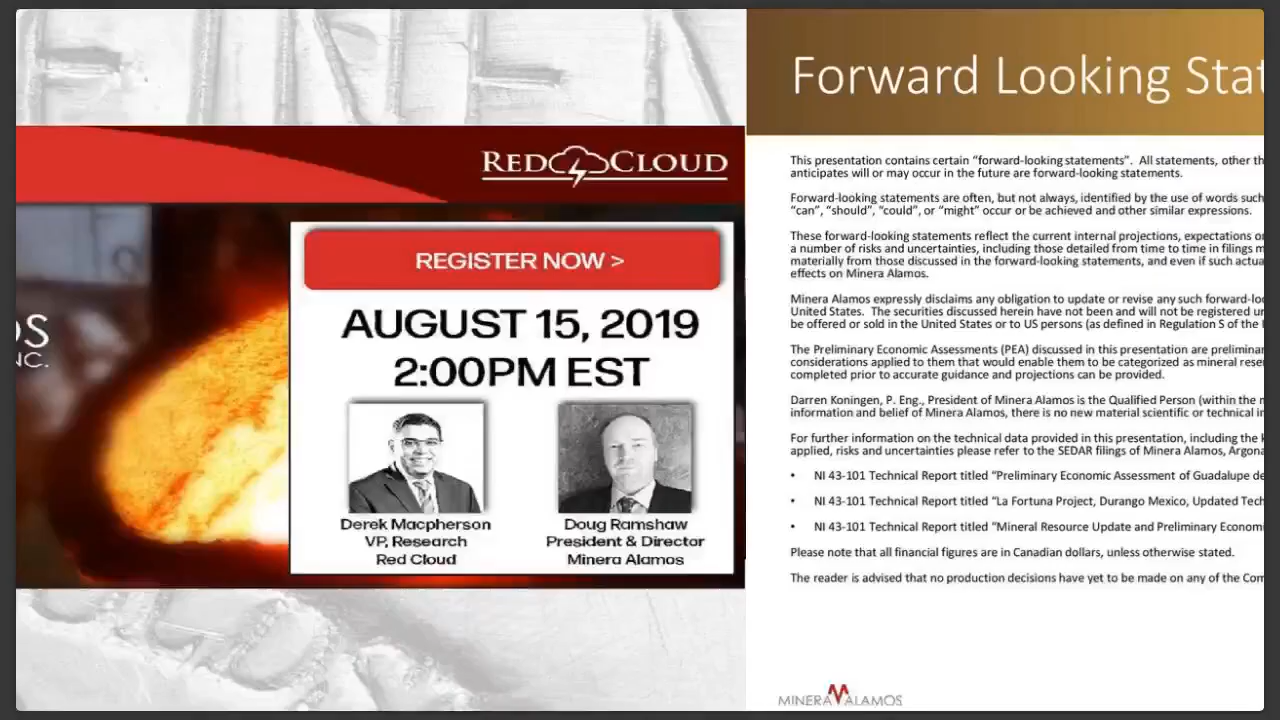 RED CLOUD
REGISTER NOW >
AUGUST 15, 2019
2:00PM EST
Derek Macpherson
VP, Research
Red Cloud
Doug Ramshaw
President & Director
Minera Alamos
OS
NC.
Forward Looking Sta
This presentation contains certain “forward-looking statements”. All statements, other th
anticipates will or may occur in the future are forward-looking statements.
Forward-looking statements are often, but not always, identified by the use of words such
“can”, “should”, “could”, or “might” occur or be achieved and other similar expressions.
These forward-looking statements reflect the current internal projections, expectations o
a number of risks and uncertainties, including those detailed from time to time in filings m
materially from those discussed in the forward-looking statements, and even if such actua
effects on Minera Alamos.
Minera Alamos expressly disclaims any obligation to update or revise any such forward-lo
United States. The securities discussed herein have not been and will not be registered u
be offered or sold in the United States or to US persons (as defined in Regulation S of the
The Preliminary Economic Assessments (PEA) discussed in this presentation are preliminar
considerations applied to them that would enable them to be categorized as mineral rese
completed prior to accurate guidance and projections can be provided.
Darren Koningen, P. Eng., President of Minera Alamos is the Qualified Person (within the
information and belief of Minera Alamos, there is no new material scientific or technical i
For further information on the technical data provided in this presentation, including the
applied, risks and uncertainties please refer to the SEDAR filings of Minera Alamos, Argona
• NI 43-101 Technical Report titled “Preliminary Economic Assessment of Guadalupe de
• NI 43-101 Technical Report titled “La Fortuna Project, Durango Mexico, Updated Tech
• NI 43-101 Technical Report titled “Mineral Resource Update and Preliminary Econom
Please note that all financial figures are in Canadian dollars, unless otherwise stated.
The reader is advised that no production decisions have yet to be made on any of the Com
MINERA ALAMOS